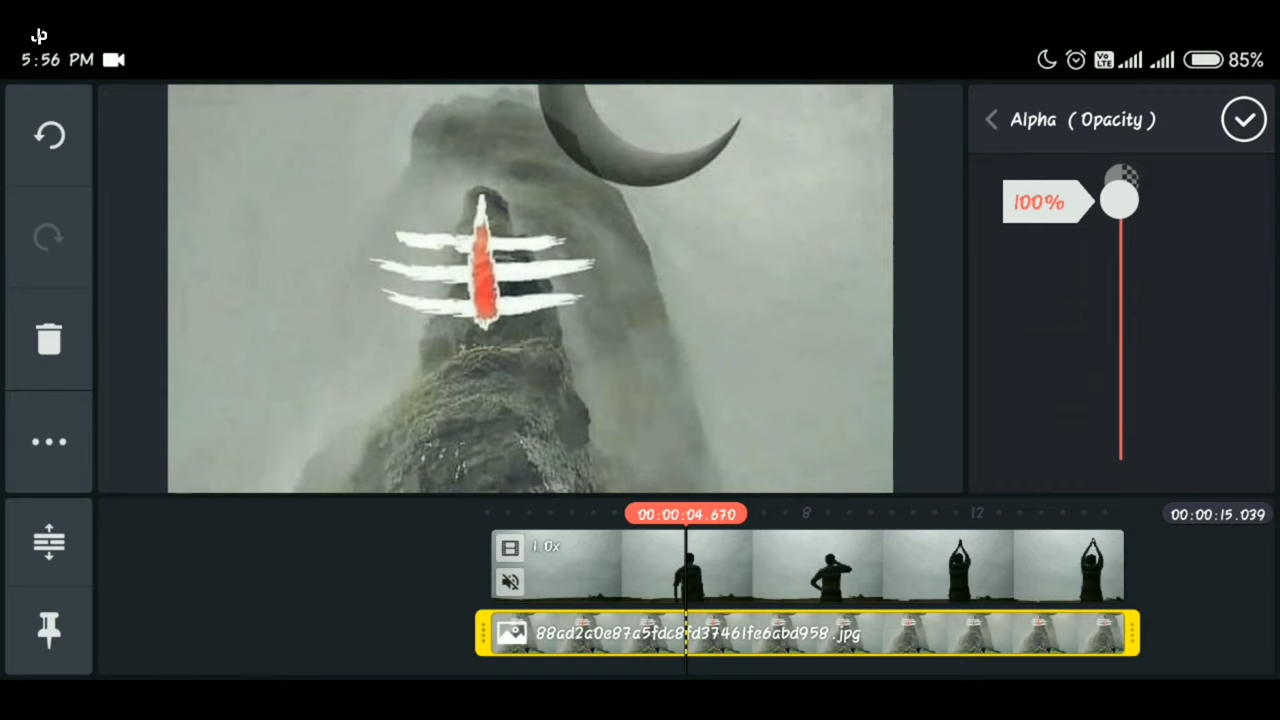 5:56 PM
VoLTE 85%
Alpha ( Opacity )
100%
00:00:04.670
8
12
00:00:15.039
1.0x
88ad2a0e87a5fdc8fd37461fe6abd958.jpg